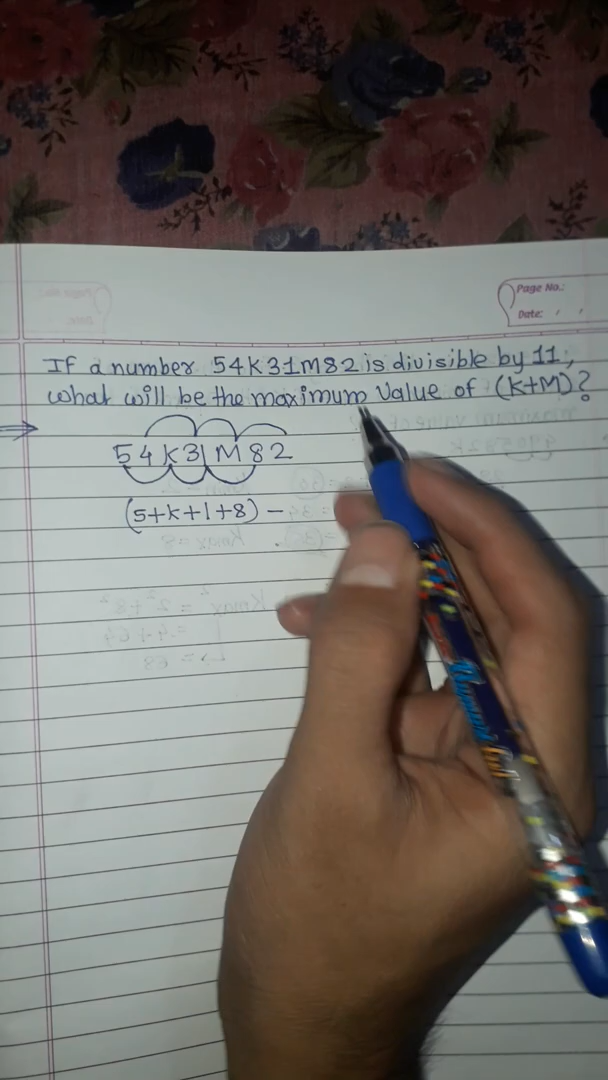 Page No.:
Date: , ,
If a number 54K31M82 is divisible by 11,
what will be the maximum Value of (K+M)?
⇒ 54K31M82
(5+K+1+8) -